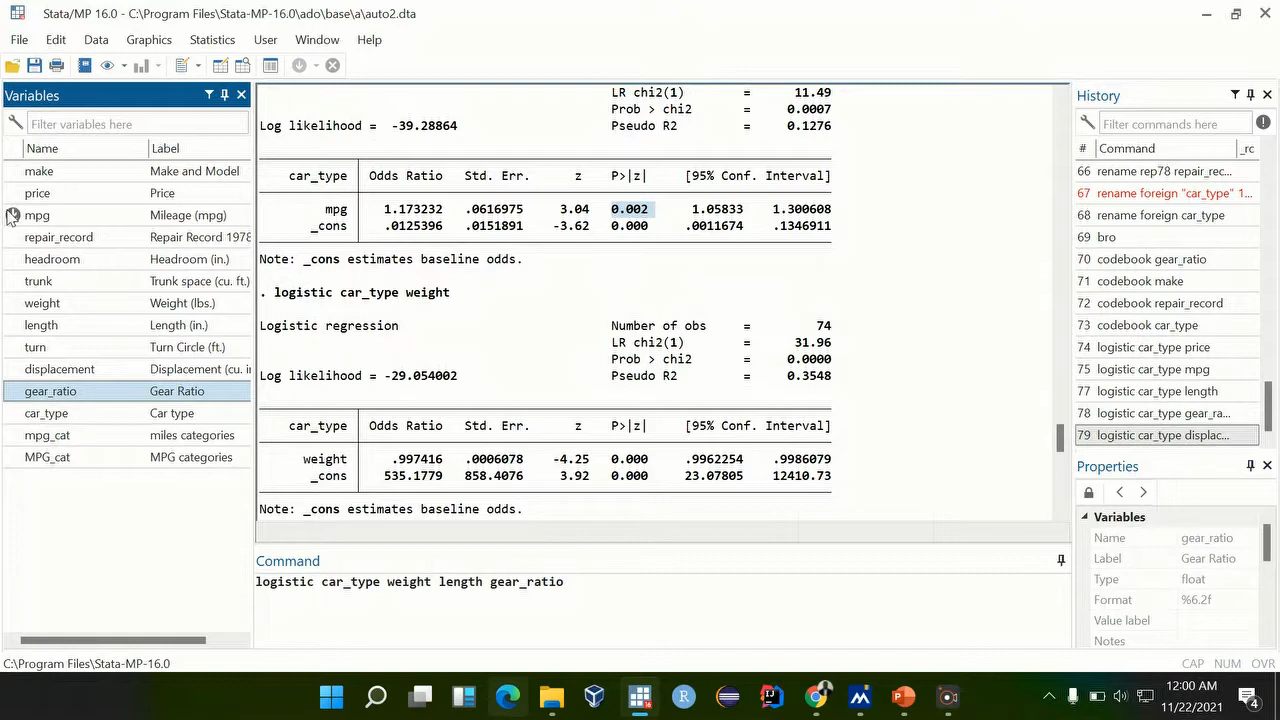 Stata/MP 16.0 - C:\Program Files\Stata-MP-16.0\ado\base\a\auto2.dta
File Edit Data Graphics Statistics User Window Help
Variables
Filter variables here
Name Label
make Make and Model
price Price
mpg Mileage (mpg)
repair_record Repair Record 1978
headroom Headroom (in.)
trunk Trunk space (cu. ft.)
weight Weight (lbs.)
length Length (in.)
turn Turn Circle (ft.)
displacement Displacement (cu. i
gear_ratio Gear Ratio
car_type Car type
mpg_cat miles categories
MPG_cat MPG categories
LR chi2(1) = 11.49
Prob > chi2 = 0.0007
Log likelihood = -39.28864 Pseudo R2 = 0.1276
car_type Odds Ratio Std. Err. z P>|z| [95% Conf. Interval]
mpg 1.173232 .0616975 3.04 0.002 1.05833 1.300608
_cons .0125396 .0151891 -3.62 0.000 .0011674 .1346911
Note: _cons estimates baseline odds.
. logistic car_type weight
Logistic regression Number of obs = 74
LR chi2(1) = 31.96
Prob > chi2 = 0.0000
Log likelihood = -29.054002 Pseudo R2 = 0.3548
car_type Odds Ratio Std. Err. z P>|z| [95% Conf. Interval]
weight .997416 .0006078 -4.25 0.000 .9962254 .9986079
_cons 535.1779 858.4076 3.92 0.000 23.07805 12410.73
Note: _cons estimates baseline odds.
Command
logistic car_type weight length gear_ratio
History
Filter commands here
# Command _rc
66 rename rep78 repair_rec...
67 rename foreign "car_type" 1...
68 rename foreign car_type
69 bro
70 codebook gear_ratio
71 codebook make
72 codebook repair_record
73 codebook car_type
74 logistic car_type price
75 logistic car_type mpg
77 logistic car_type length
78 logistic car_type gear_ra...
79 logistic car_type displac...
Properties
Variables
Name gear_ratio
Label Gear Ratio
Type float
Format %6.2f
Value label
Notes
C:\Program Files\Stata-MP-16.0 CAP NUM OVR
12:00 AM
11/22/2021